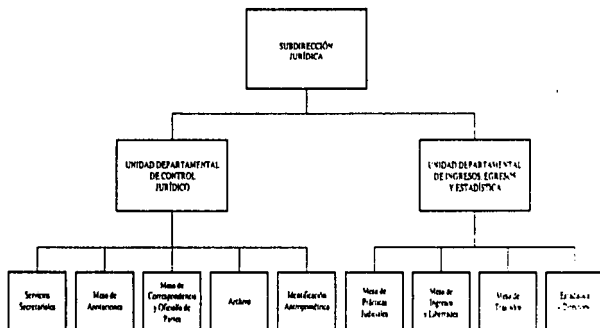 SUBDIRECCIÓN
JURÍDICA
UNIDAD DEPARTAMENTAL
DE CONTROL
JURÍDICO
UNIDAD DEPARTAMENTAL
DE INGRESOS, EGRESOS
Y ESTADÍSTICA
Servicios
Secretariales
Mesa de
Anotaciones
Mesa de
Correspondencia
y Oficialía de
Partes
Archivo
Identificación
Antropométrica
Mesa de
Prácticas
Judiciales
Mesa de
Ingresos
y Libertades
Mesa de
Estadística